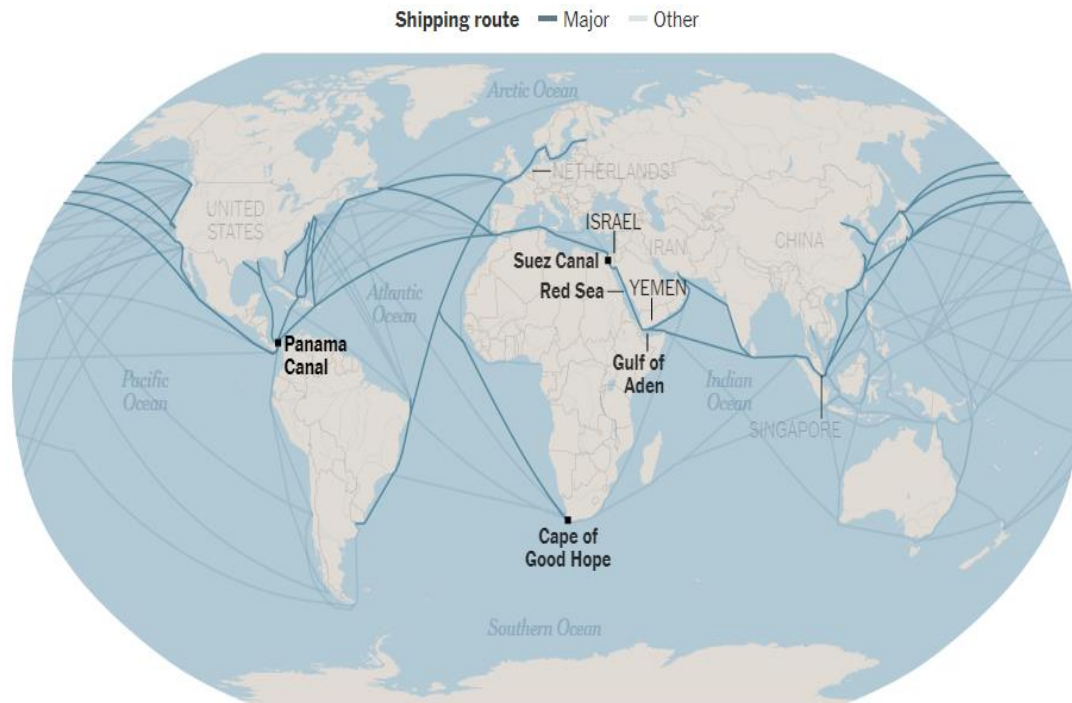 Shipping route Major Other
Arctic Ocean
NETHERLANDS
UNITED
STATES
ISRAEL
IRAN
CHINA
Suez Canal
Red Sea
YEMEN
Atlantic
Ocean
Panama
Canal
Gulf of
Aden
Pacific
Ocean
Indian
Ocean
SINGAPORE
Cape of
Good Hope
Southern Ocean